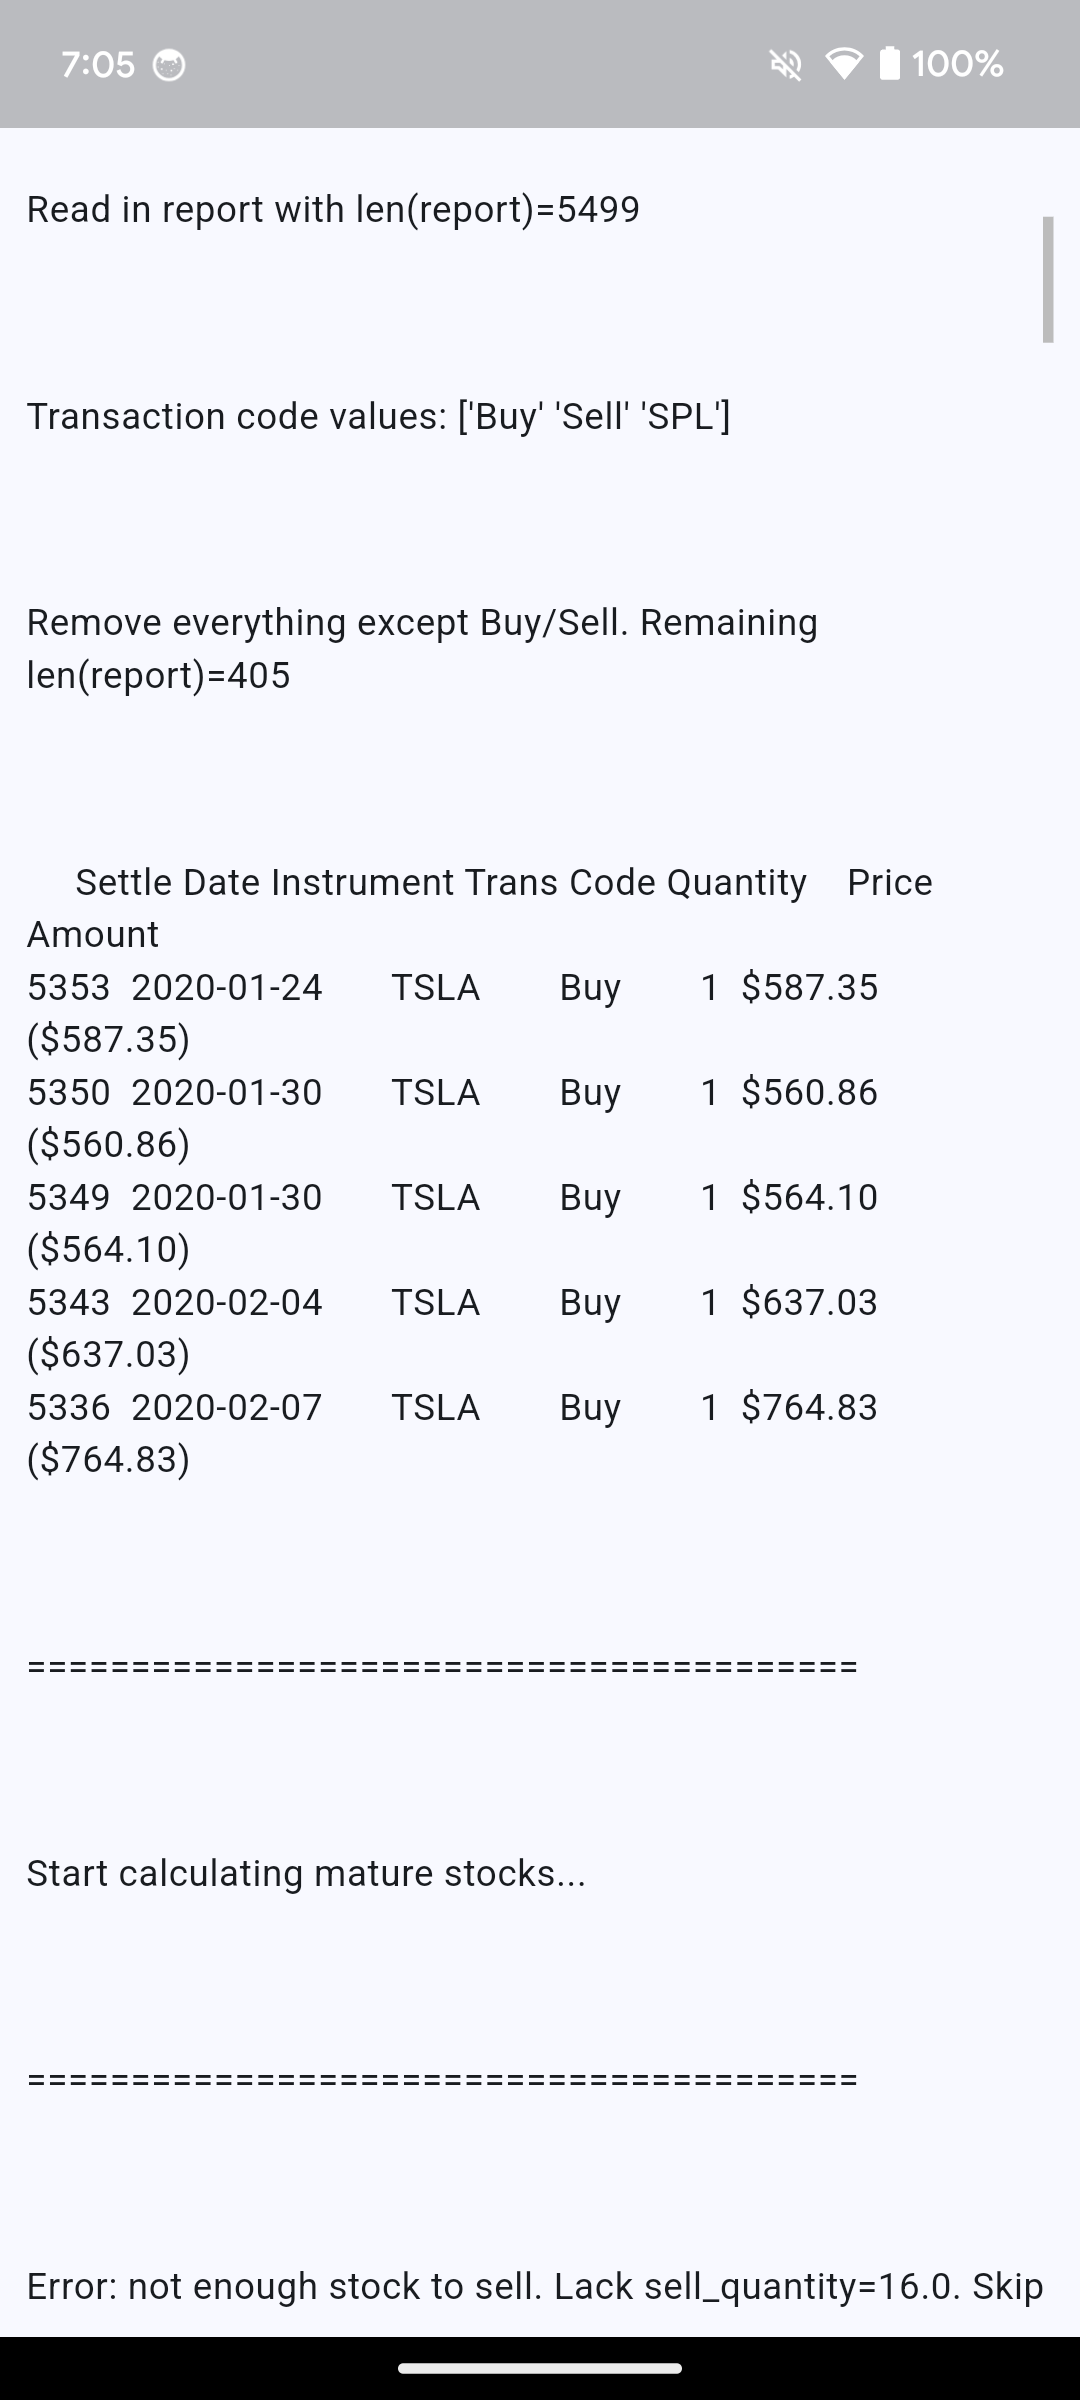 7:05
100%
Read in report with len(report)=5499
Transaction code values: ['Buy' 'Sell' 'SPL']
Remove everything except Buy/Sell. Remaining
len(report)=405
Settle Date Instrument Trans Code Quantity    Price
Amount
5353  2020-01-24       TSLA        Buy        1  $587.35
($587.35)
5350  2020-01-30       TSLA        Buy        1  $560.86
($560.86)
5349  2020-01-30       TSLA        Buy        1  $564.10
($564.10)
5343  2020-02-04       TSLA        Buy        1  $637.03
($637.03)
5336  2020-02-07       TSLA        Buy        1  $764.83
($764.83)
========================================
Start calculating mature stocks...
========================================
Error: not enough stock to sell. Lack sell_quantity=16.0. Skip